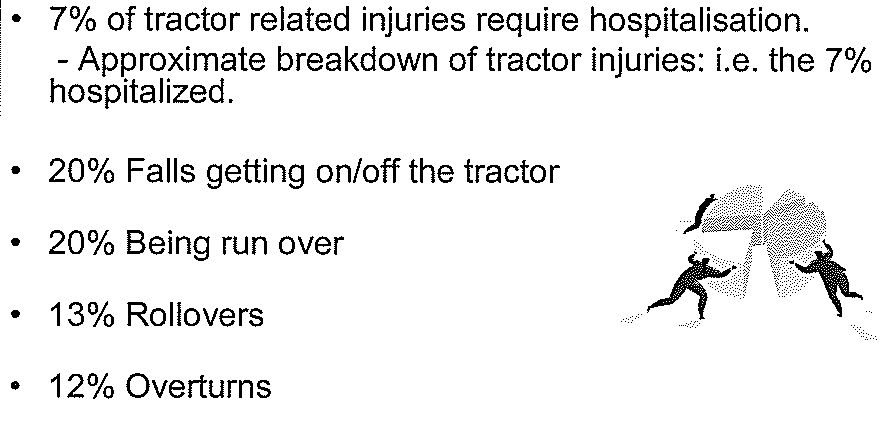 • 7% of tractor related injuries require hospitalisation.
- Approximate breakdown of tractor injuries: i.e. the 7%
hospitalized.
• 20% Falls getting on/off the tractor
• 20% Being run over
• 13% Rollovers
• 12% Overturns